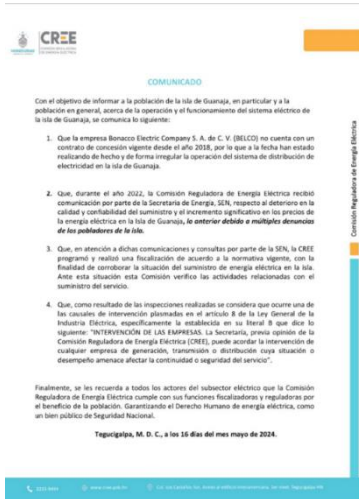 CREE
COMUNICADO
Con el objetivo de informar a la población de la isla de Guanaja, en particular y a la
población en general, acerca de la operación y el funcionamiento del sistema eléctrico de
la isla de Guanaja, se comunica lo siguiente:
1. Que la empresa Bonacco Electric Company S. A. de C. V. (BELCO) no cuenta con un
contrato de concesión vigente desde el año 2018, por lo que a la fecha han estado
realizando de hecho y de forma irregular la operación del sistema de distribución de
electricidad en la isla de Guanaja.
2. Que, durante el año 2022, la Comisión Reguladora de Energía Eléctrica recibió
comunicación por parte de la Secretaría de Energía, SEN, respecto al deterioro en la
calidad y confiabilidad del suministro y el incremento significativo en los precios de
la energía eléctrica en la Isla de Guanaja, lo anterior debido a múltiples denuncias
de los pobladores de la isla.
3. Que, en atención a dichas comunicaciones y consultas por parte de la SEN, la CREE
programó y realizó una fiscalización de acuerdo a la normativa vigente, con la
finalidad de corroborar la situación del suministro de energía eléctrica en la isla.
Ante esta situación esta Comisión verifico las actividades relacionadas con el
suministro del servicio.
4. Que, como resultado de las inspecciones realizadas se considera que ocurre una de
las causales de intervención plasmadas en el artículo 8 de la Ley General de la
Industria Eléctrica, específicamente la establecida en su literal B que dice lo
siguiente: "INTERVENCIÓN DE LAS EMPRESAS. La Secretaría, previa opinión de la
Comisión Reguladora de Energía Eléctrica (CREE), puede acordar la intervención de
cualquier empresa de generación, transmisión o distribución cuya situación o
desempeño amenace afectar la continuidad o seguridad del servicio".
Finalmente, se les recuerda a todos los actores del subsector eléctrico que la Comisión
Reguladora de Energía Eléctrica cumple con sus funciones fiscalizadoras y reguladoras por
el beneficio de la población. Garantizando el Derecho Humano de energía eléctrica, como
un bien público de Seguridad Nacional.
Tegucigalpa, M. D. C., a los 16 días del mes mayo de 2024.
Comisión Reguladora de Energía Eléctrica